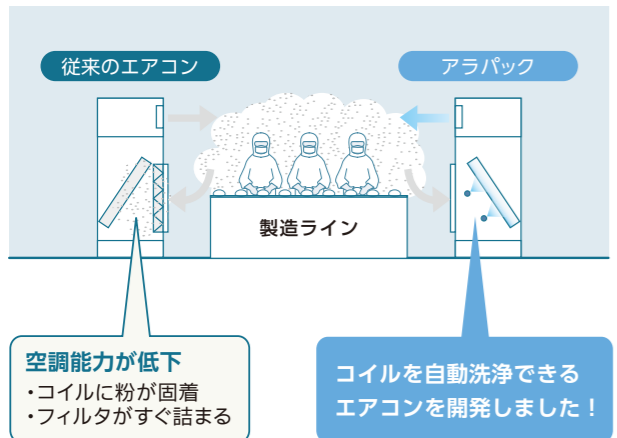 従来のエアコン
アラパック
製造ライン
空調能力が低下
・コイルに粉が固着
・フィルタがすぐ詰まる
コイルを自動洗浄できる
エアコンを開発しました！